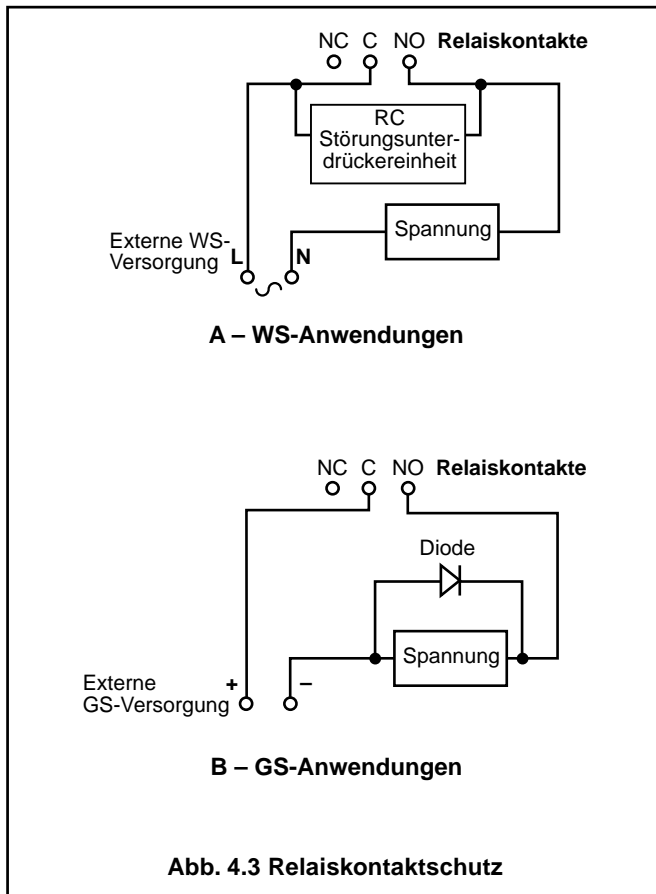 NC C NO Relaiskontakte
RC
Störungsunter-
drückereinheit
Spannung
Externe WS-
Versorgung L N
A – WS-Anwendungen
NC C NO Relaiskontakte
Diode
Spannung
Externe + –
GS-Versorgung
B – GS-Anwendungen
Abb. 4.3 Relaiskontaktschutz